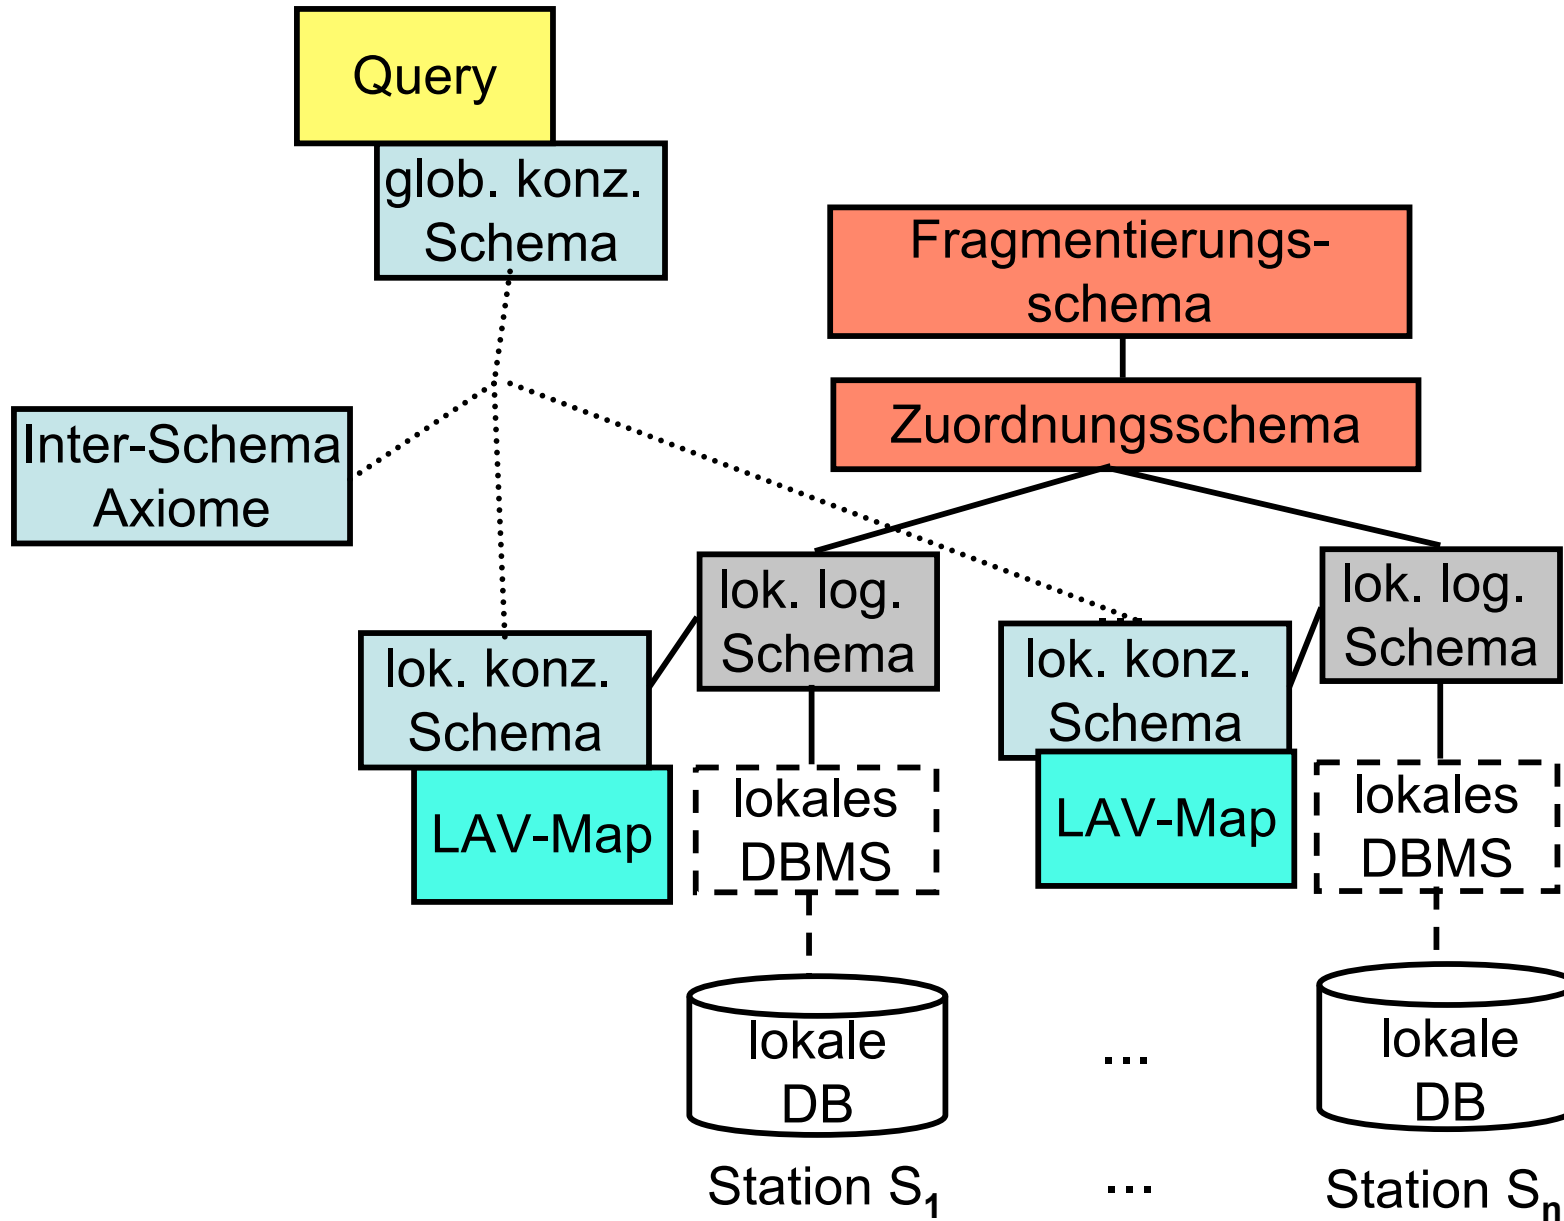 Query
glob. konz.
Schema
Fragmentierungs-
schema
Zuordnungsschema
Inter-Schema
Axiome
lok. log.
Schema
lok. log.
Schema
lok. konz.
Schema
lok. konz.
Schema
LAV-Map
lokales
DBMS
LAV-Map
lokales
DBMS
lokale
DB
...
lokale
DB
Station S1
...
Station Sn